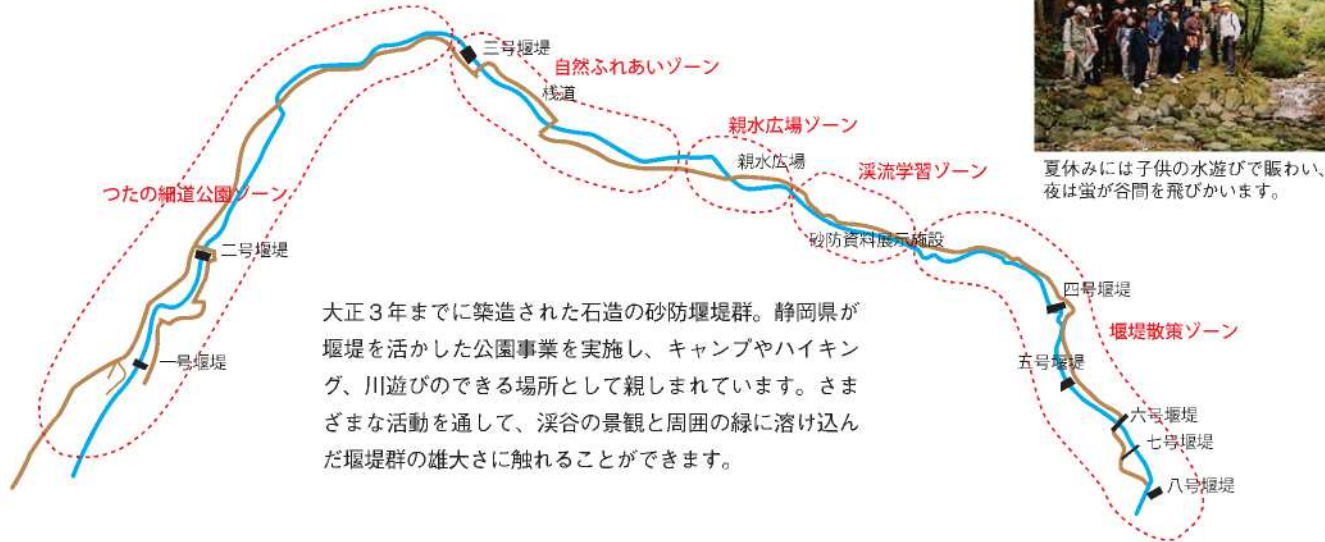 三号堰堤
自然ふれあいゾーン
桟道
親水広場ゾーン
親水広場
渓流学習ゾーン
夏休みには子供の水遊びで賑わい、
夜は蛍が谷間を飛びかいます。
つたの細道公園ゾーン
砂防資料展示施設
二号堰堤
四号堰堤
堰堤散策ゾーン
大正３年までに築造された石造の砂防堰堤群。静岡県が
堰堤を活かした公園事業を実施し、キャンプやハイキン
グ、川遊びのできる場所として親しまれています。さま
ざまな活動を通して、渓谷の景観と周囲の緑に溶け込ん
だ堰堤群の雄大さに触れることができます。
一号堰堤
五号堰堤
六号堰堤
七号堰堤
八号堰堤